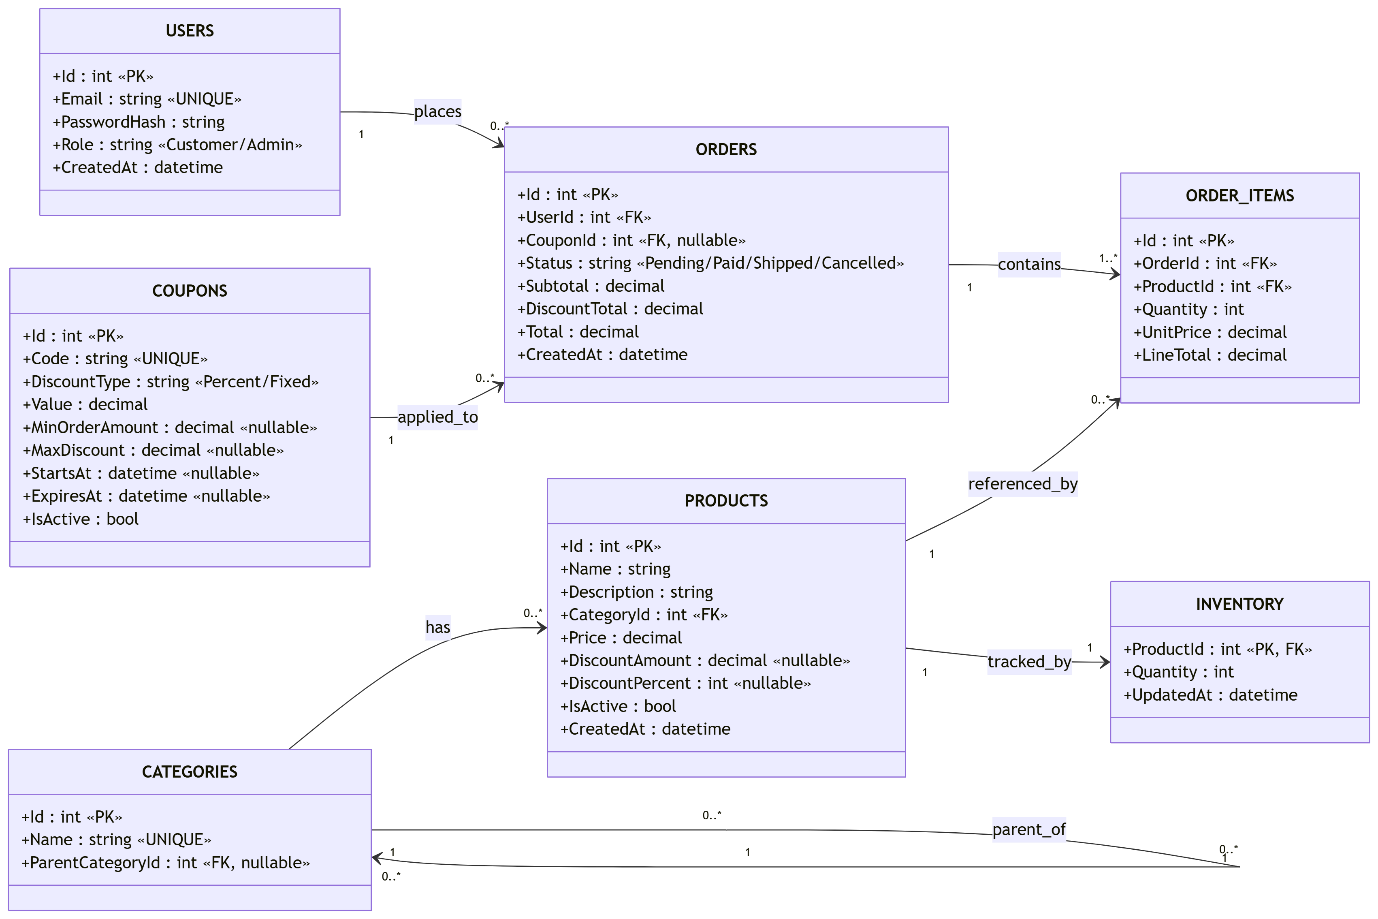 USERS
+Id : int «PK»
+Email : string «UNIQUE»
+PasswordHash : string
+Role : string «Customer/Admin»
+CreatedAt : datetime
places
1
0..*
ORDERS
+Id : int «PK»
+UserId : int «FK»
+CouponId : int «FK, nullable»
+Status : string «Pending/Paid/Shipped/Cancelled»
+Subtotal : decimal
+DiscountTotal : decimal
+Total : decimal
+CreatedAt : datetime
contains
1
1..*
ORDER_ITEMS
+Id : int «PK»
+OrderId : int «FK»
+ProductId : int «FK»
+Quantity : int
+UnitPrice : decimal
+LineTotal : decimal
COUPONS
+Id : int «PK»
+Code : string «UNIQUE»
+DiscountType : string «Percent/Fixed»
+Value : decimal
+MinOrderAmount : decimal «nullable»
+MaxDiscount : decimal «nullable»
+StartsAt : datetime «nullable»
+ExpiresAt : datetime «nullable»
+IsActive : bool
applied_to
1
0..*
PRODUCTS
+Id : int «PK»
+Name : string
+Description : string
+CategoryId : int «FK»
+Price : decimal
+DiscountAmount : decimal «nullable»
+DiscountPercent : int «nullable»
+IsActive : bool
+CreatedAt : datetime
referenced_by
1
0..*
tracked_by
1
1
INVENTORY
+ProductId : int «PK, FK»
+Quantity : int
+UpdatedAt : datetime
has
0..*
CATEGORIES
+Id : int «PK»
+Name : string «UNIQUE»
+ParentCategoryId : int «FK, nullable»
0..*
parent_of
1
1
0..*
1
0..*